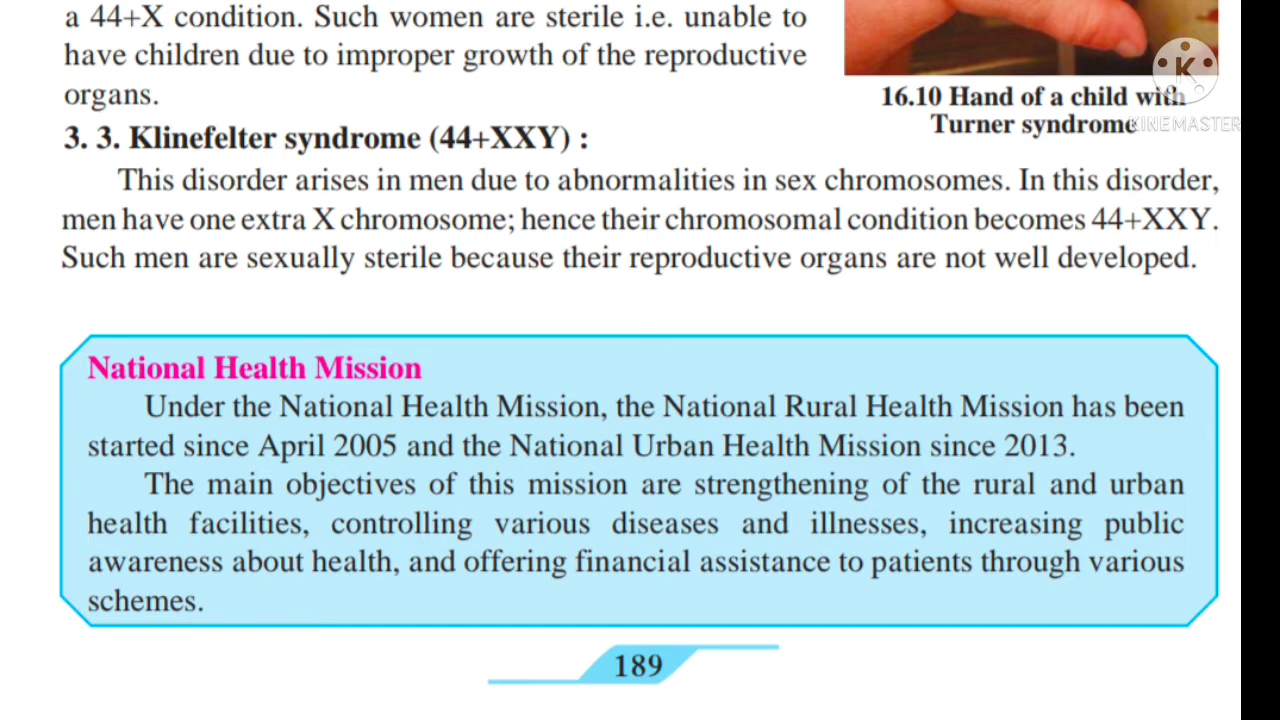 a 44+X condition. Such women are sterile i.e. unable to
have children due to improper growth of the reproductive
organs.
16.10 Hand of a child with
Turner syndrome
K
KINEMASTER
3. 3. Klinefelter syndrome (44+XXY) :
This disorder arises in men due to abnormalities in sex chromosomes. In this disorder,
men have one extra X chromosome; hence their chromosomal condition becomes 44+XXY.
Such men are sexually sterile because their reproductive organs are not well developed.
National Health Mission
Under the National Health Mission, the National Rural Health Mission has been
started since April 2005 and the National Urban Health Mission since 2013.
The main objectives of this mission are strengthening of the rural and urban
health facilities, controlling various diseases and illnesses, increasing public
awareness about health, and offering financial assistance to patients through various
schemes.
189